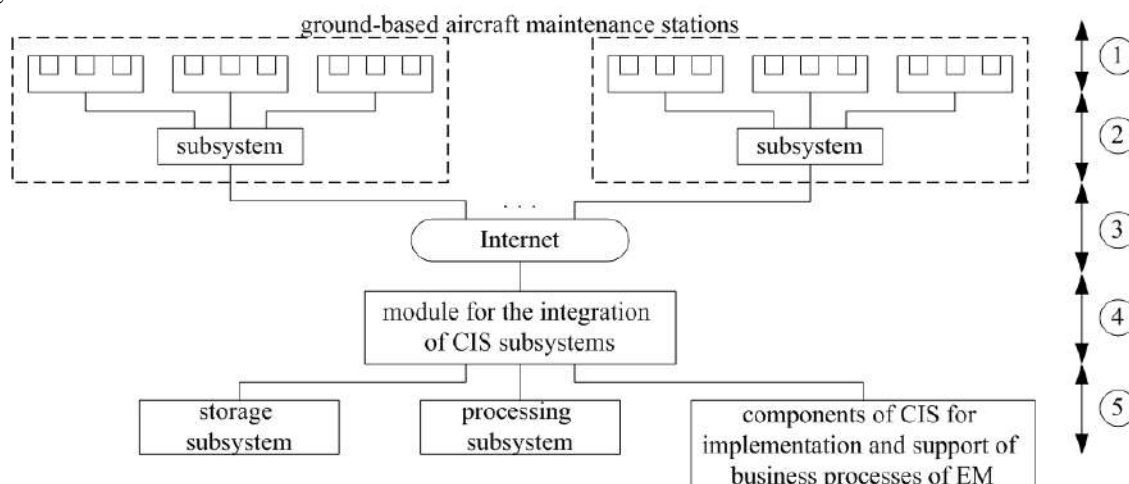 ground-based aircraft maintenance stations
1
subsystem
subsystem
2
. . .
Internet
3
module for the integration
of CIS subsystems
4
storage
subsystem
processing
subsystem
components of CIS for
implementation and support of
business processes of EM
5